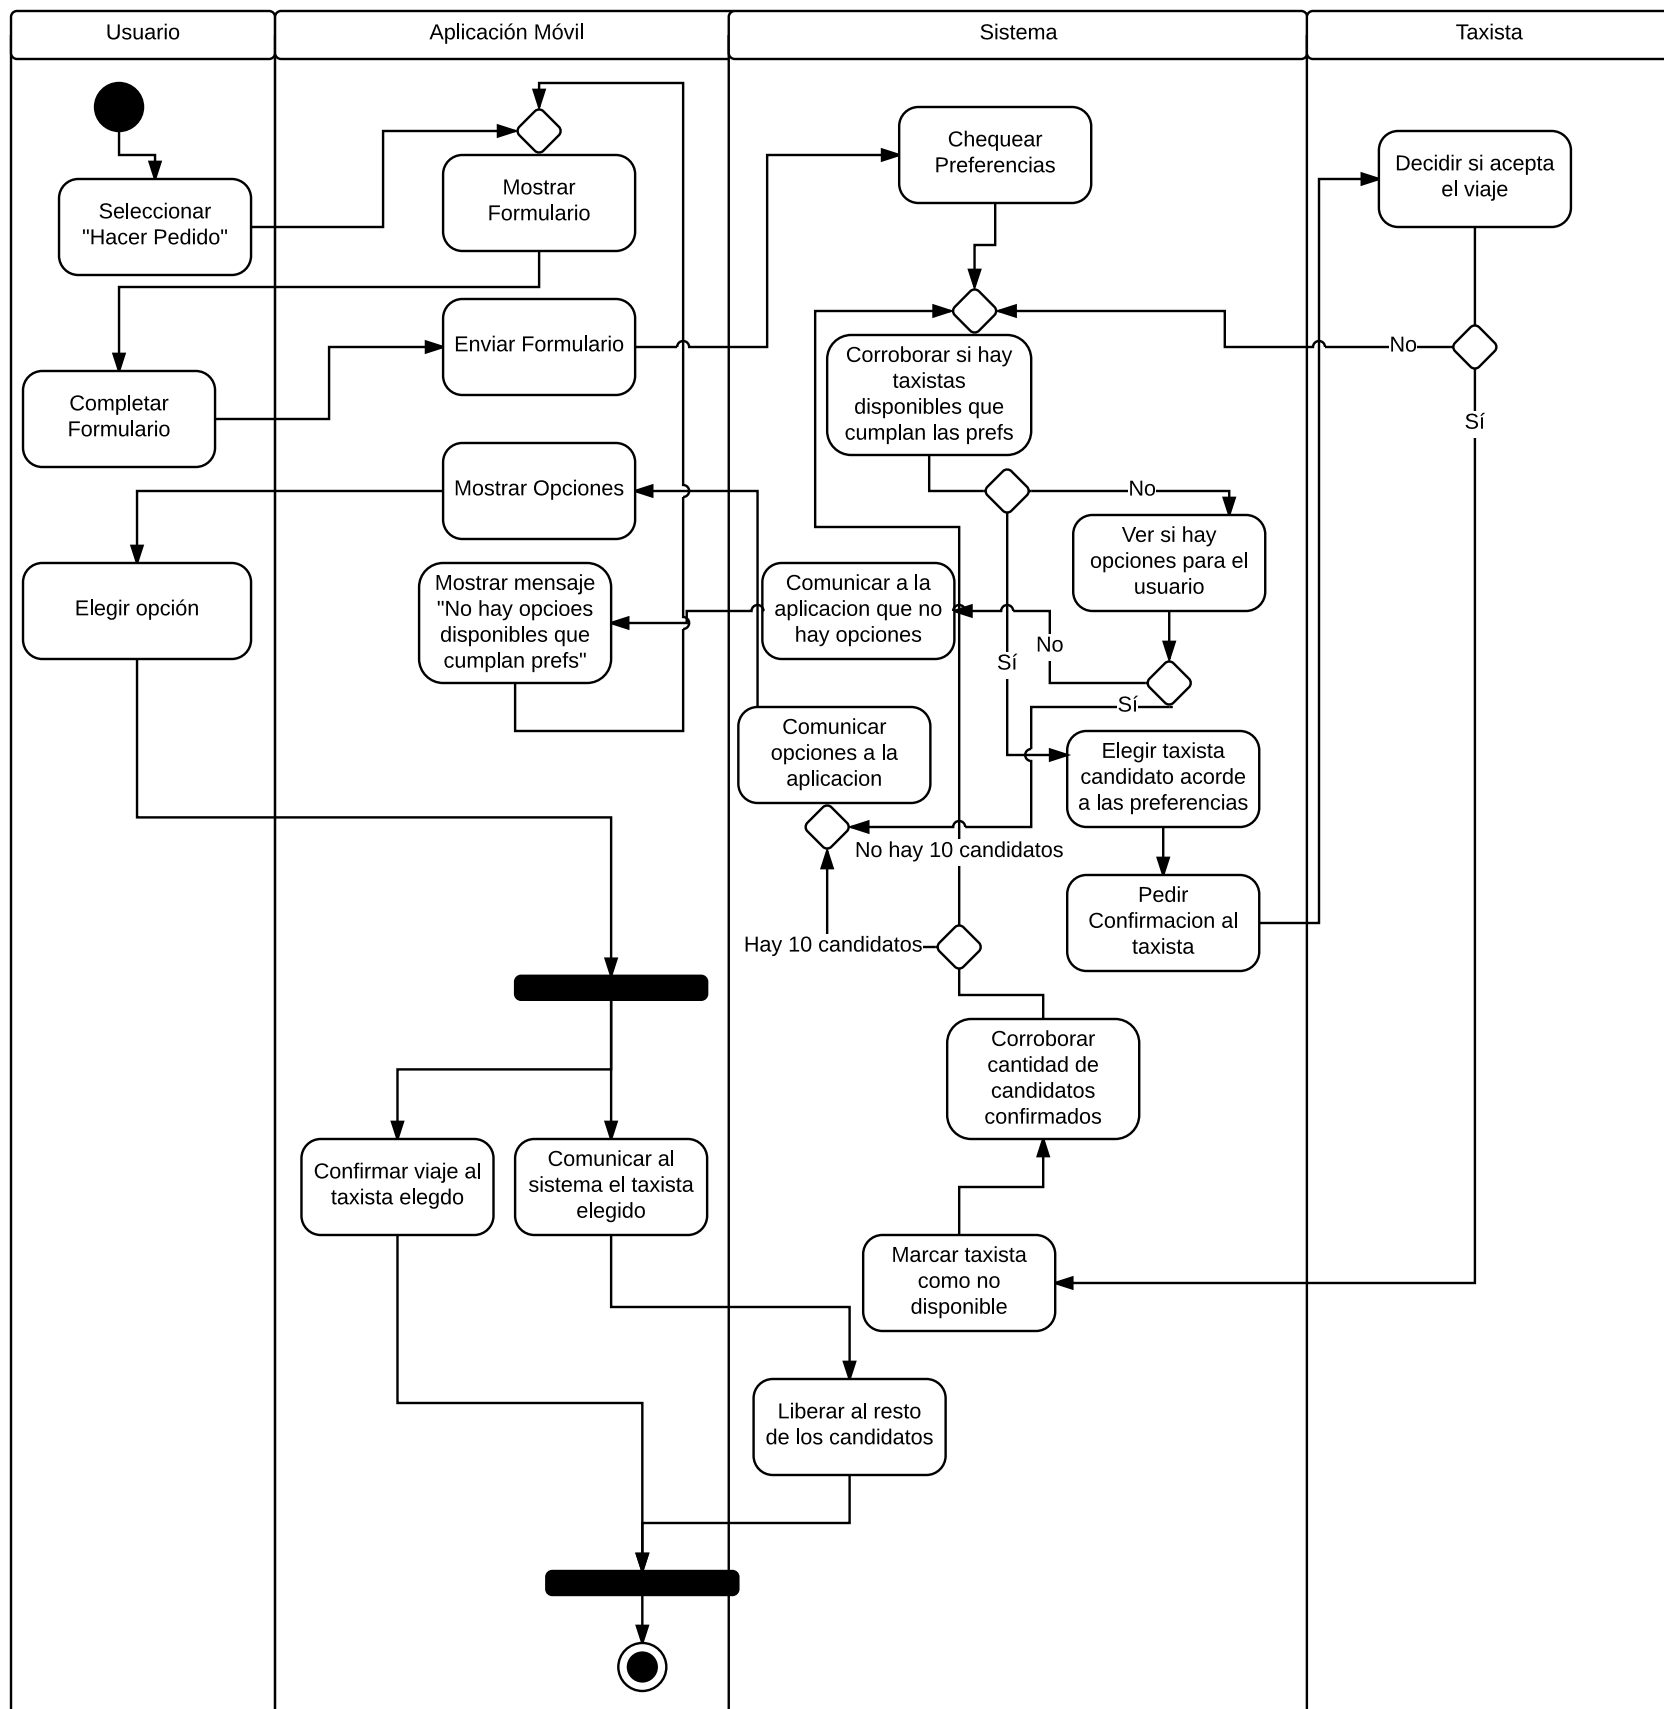 Usuario
Aplicación Móvil
Sistema
Taxista
Seleccionar
"Hacer Pedido"
Mostrar
Formulario
Chequear
Preferencias
Decidir si acepta
el viaje
Enviar Formulario
Completar
Formulario
Corroborar si hay
taxistas
disponibles que
cumplan las prefs
No
Sí
Mostrar Opciones
No
Ver si hay
opciones para el
usuario
Elegir opción
Mostrar mensaje
"No hay opcioes
disponibles que
cumplan prefs"
Comunicar a la
aplicacion que no
hay opciones
Sí
No
Sí
Comunicar
opciones a la
aplicacion
Elegir taxista
candidato acorde
a las preferencias
No hay 10 candidatos
Pedir
Confirmacion al
taxista
Hay 10 candidatos
Corroborar
cantidad de
candidatos
confirmados
Confirmar viaje al
taxista elegdo
Comunicar al
sistema el taxista
elegido
Marcar taxista
como no
disponible
Liberar al resto
de los candidatos